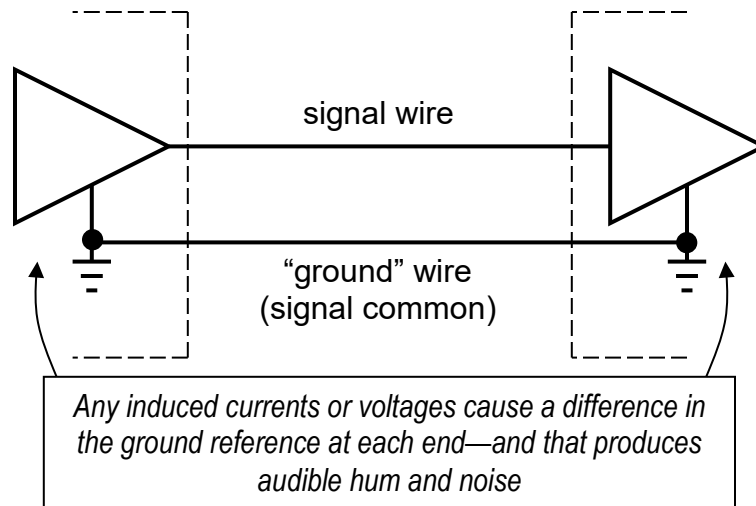 signal wire
“ground” wire
(signal common)
Any induced currents or voltages cause a difference in
the ground reference at each end—and that produces
audible hum and noise